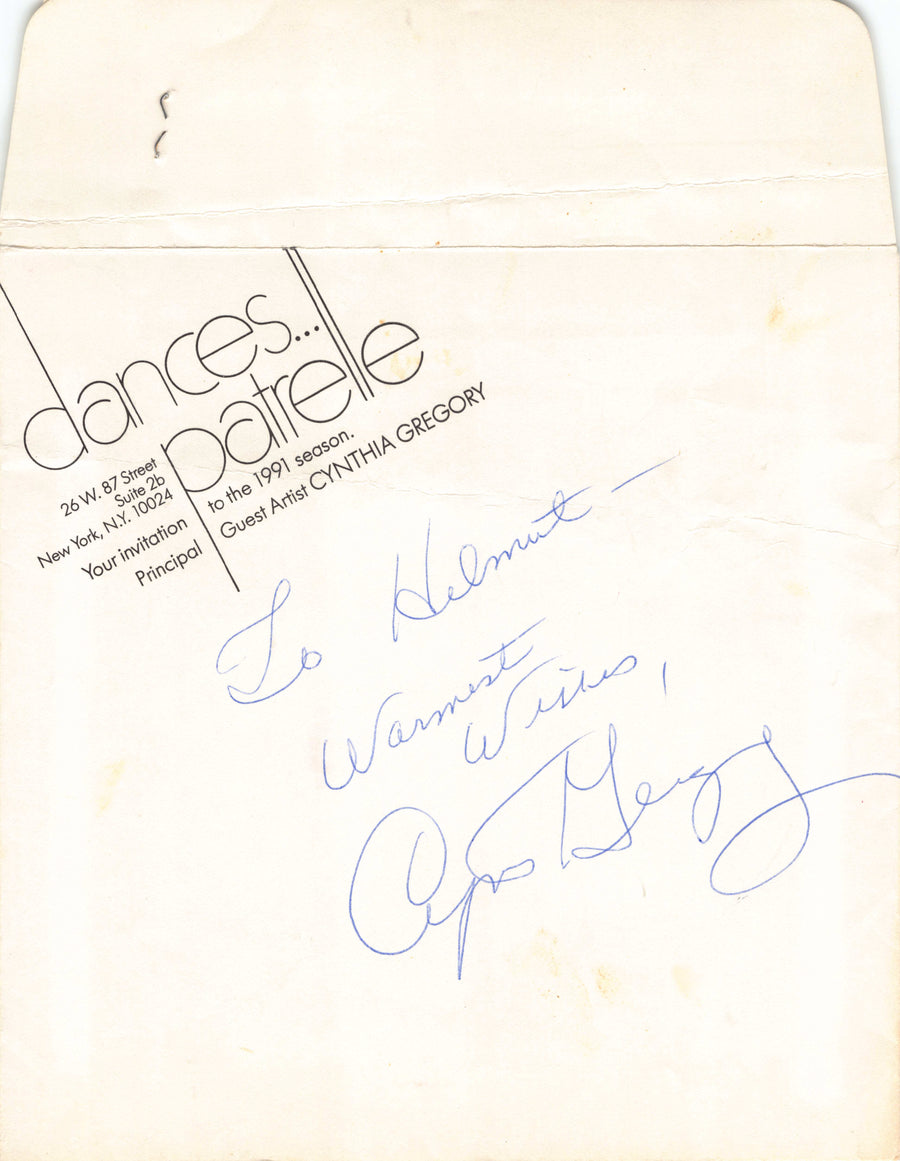 dances...
patrelle
26 W. 87 Street
Suite 2b
New York, N.Y. 10024
Your invitation to the 1991 season.
Principal Guest Artist CYNTHIA GREGORY
To Helmut –
Warmest
Wishes,